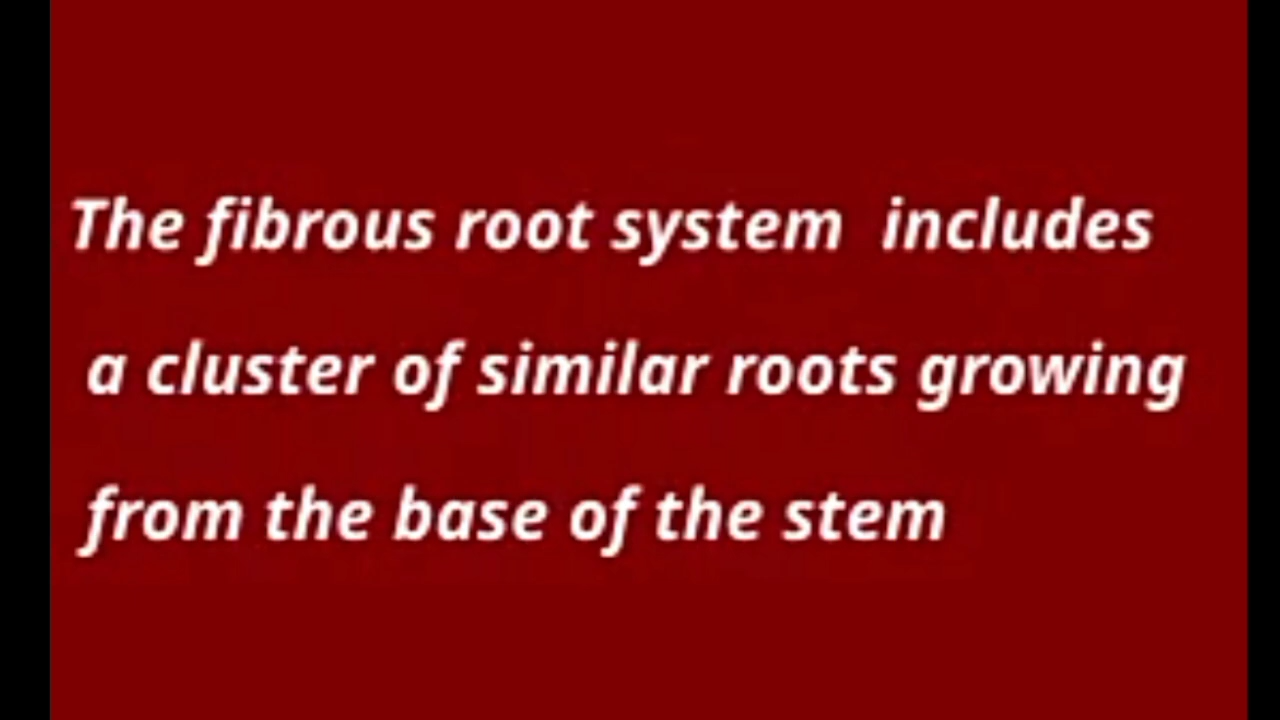 The fibrous root system includes
a cluster of similar roots growing
from the base of the stem